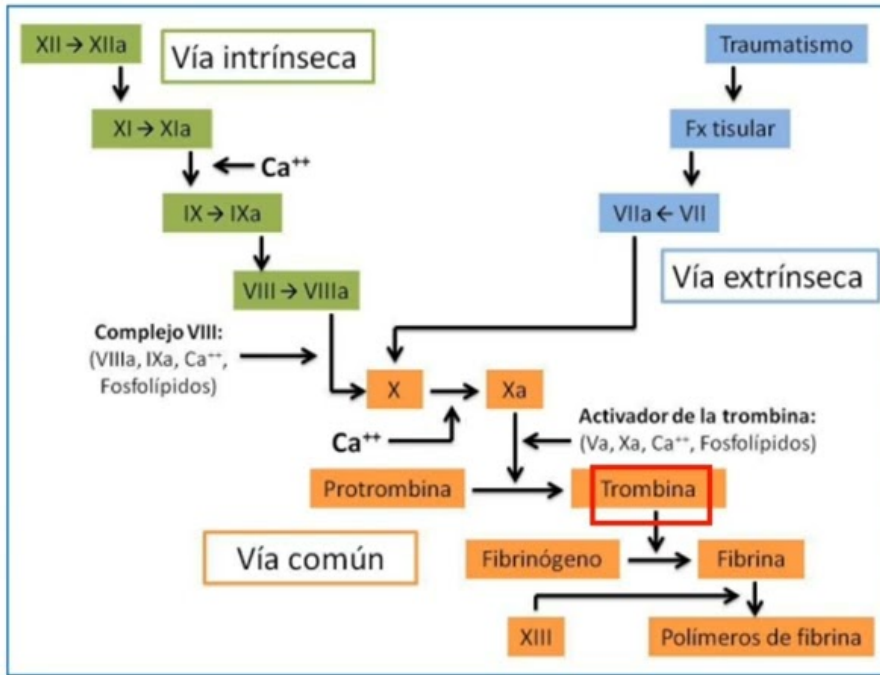 XII → XIIa
Vía intrínseca
Traumatismo
XI → XIa
Fx tisular
Ca⁺⁺
IX → IXa
VIIa ← VII
Vía extrínseca
VIII → VIIIa
Complejo VIII:
(VIIIa, IXa, Ca⁺⁺,
Fosfolípidos)
X
Xa
Ca⁺⁺
Activador de la trombina:
(Va, Xa, Ca⁺⁺, Fosfolípidos)
Protrombina
Trombina
Vía común
Fibrinógeno
Fibrina
XIII
Polímeros de fibrina